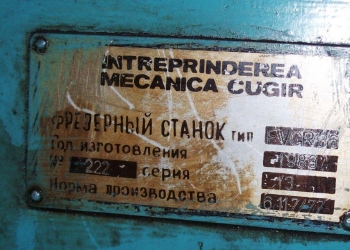 INTREPRINDEREA
MECANICA CUGIR
ФРЕЗЕРНЫЙ СТАНОК тип
Год изготовления
№ 222 серия
Норма производства